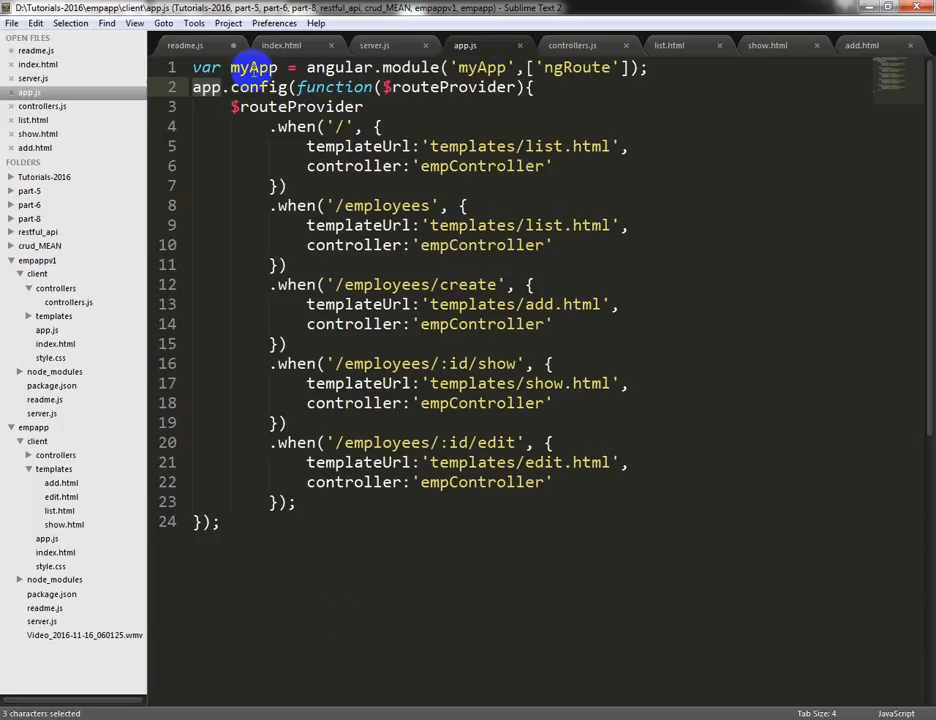 D:\Tutorials-2016\empapp\client\app.js (Tutorials-2016, part-5, part-6, part-8, restful_api, crud_MEAN, empappv1, empapp) - Sublime Text 2
File Edit Selection Find View Goto Tools Project Preferences Help
OPEN FILES
readme.js
index.html
server.js
app.js
controllers.js
list.html
show.html
add.html
FOLDERS
Tutorials-2016
part-5
part-6
part-8
restful_api
crud_MEAN
empappv1
client
controllers
controllers.js
templates
app.js
index.html
style.css
node_modules
package.json
readme.js
server.js
empapp
client
controllers
templates
add.html
edit.html
list.html
show.html
app.js
index.html
style.css
node_modules
package.json
readme.js
server.js
Video_2016-11-16_060125.wmv
readme.js index.html server.js app.js controllers.js list.html show.html add.html
1 var myApp = angular.module('myApp',['ngRoute']);
2 app.config(function($routeProvider){
3 $routeProvider
4 .when('/', {
5 templateUrl:'templates/list.html',
6 controller:'empController'
7 })
8 .when('/employees', {
9 templateUrl:'templates/list.html',
10 controller:'empController'
11 })
12 .when('/employees/create', {
13 templateUrl:'templates/add.html',
14 controller:'empController'
15 })
16 .when('/employees/:id/show', {
17 templateUrl:'templates/show.html',
18 controller:'empController'
19 })
20 .when('/employees/:id/edit', {
21 templateUrl:'templates/edit.html',
22 controller:'empController'
23 });
24 });
3 characters selected Tab Size: 4 JavaScript